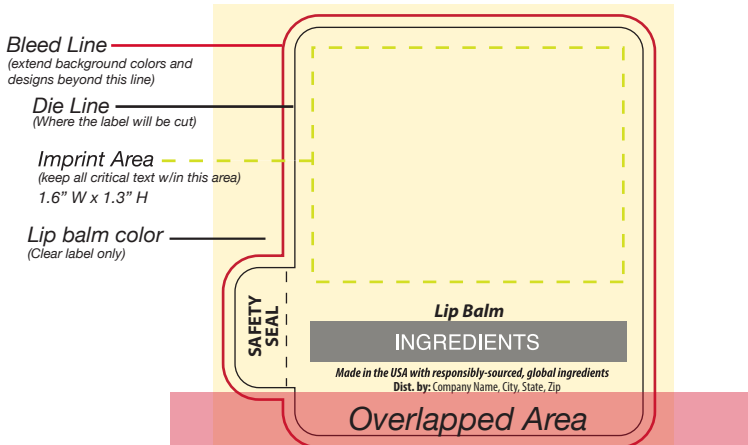 Bleed Line
(extend background colors and
designs beyond this line)
Die Line
(Where the label will be cut)
Imprint Area
(keep all critical text w/in this area)
1.6” W x 1.3” H
Lip balm color
(Clear label only)
SAFETY
SEAL
Lip Balm
INGREDIENTS
Made in the USA with responsibly-sourced, global ingredients
Dist. by: Company Name, City, State, Zip
Overlapped Area